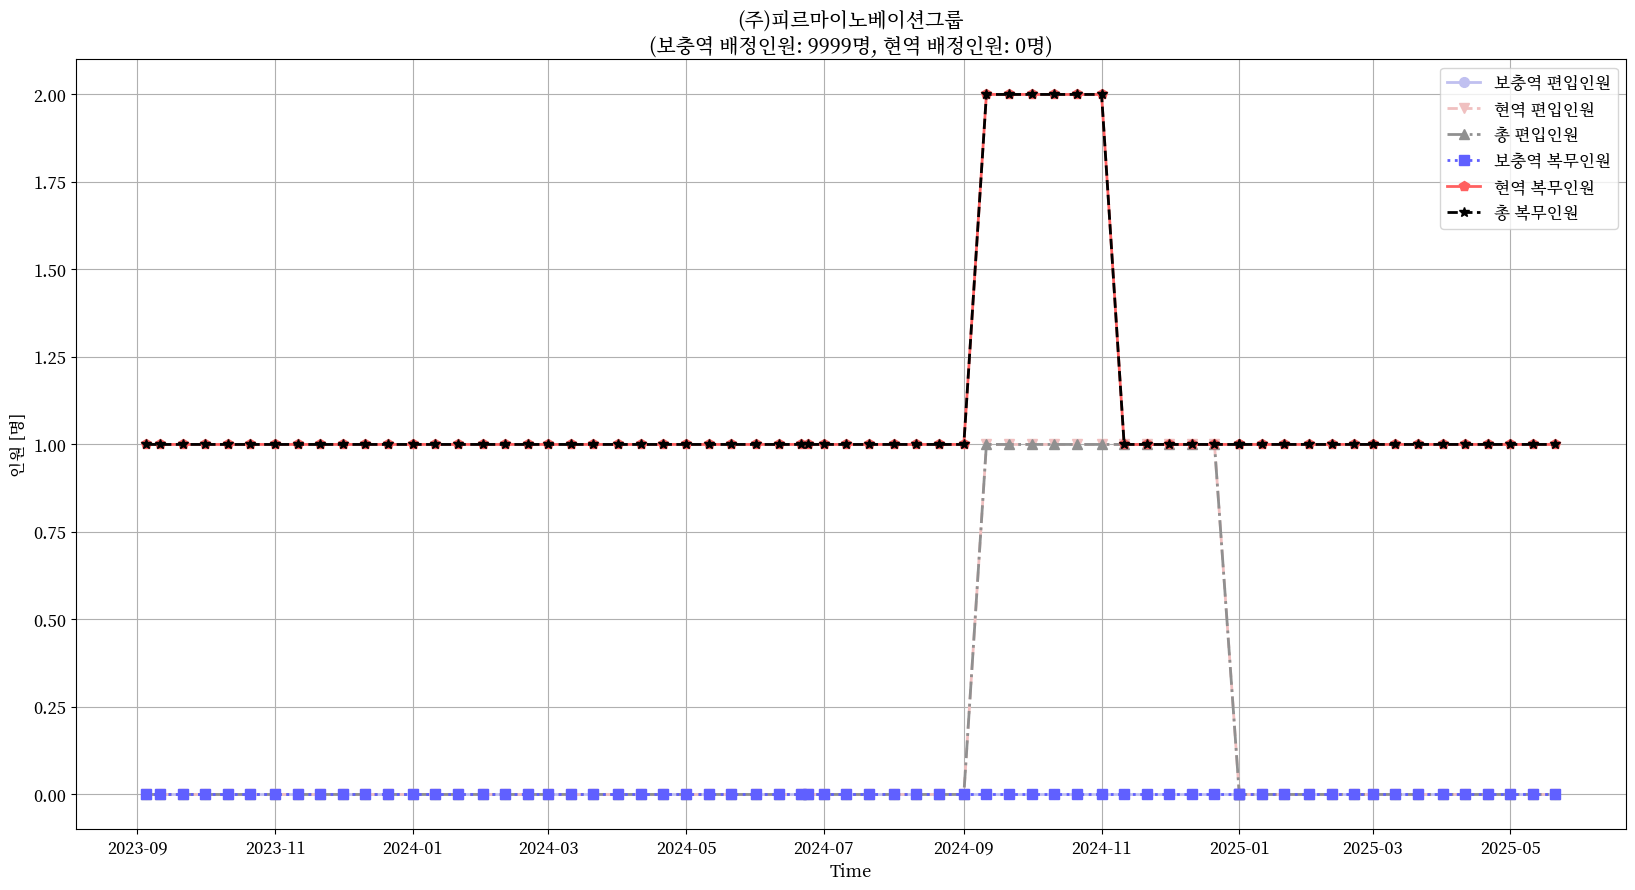 (주)피르마이노베이션그룹
(보충역 배정인원: 9999명, 현역 배정인원: 0명)
보충역 편입인원
현역 편입인원
총 편입인원
보충역 복무인원
현역 복무인원
총 복무인원
인원 [명]
2.00
1.75
1.50
1.25
1.00
0.75
0.50
0.25
0.00
2023-09 2023-11 2024-01 2024-03 2024-05 2024-07 2024-09 2024-11 2025-01 2025-03 2025-05
Time